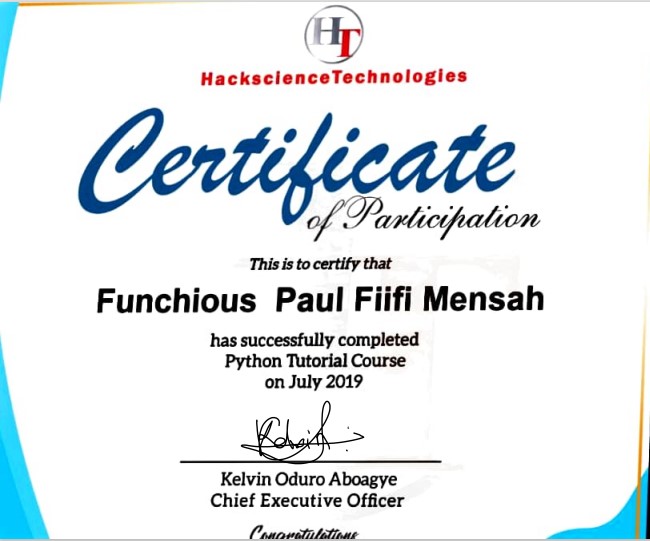 HT
HackscienceTechnologies
Certificate
of Participation
This is to certify that
Funchious Paul Fiifi Mensah
has successfully completed
Python Tutorial Course
on July 2019
Kelvin Oduro Aboagye
Chief Executive Officer
Congratulations